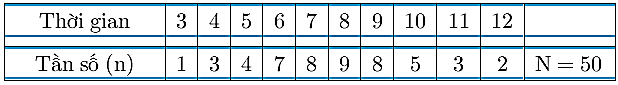 Thời gian 3 4 5 6 7 8 9 10 11 12
Tần số (n) 1 3 4 7 8 9 8 5 3 2 N = 50